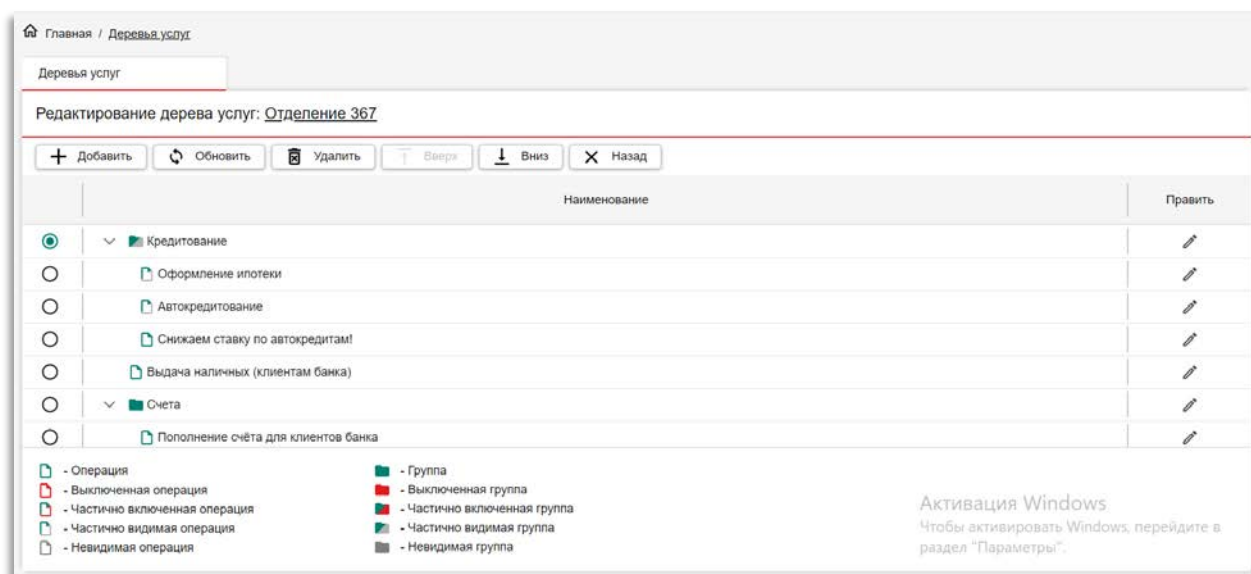 Главная / Деревья услуг
Деревья услуг
Редактирование дерева услуг: Отделение 367
Добавить Обновить Удалить Вверх Вниз Назад
Наименование Править
Кредитование
Оформление ипотеки
Автокредитование
Снижаем ставку по автокредитам!
Выдача наличных (клиентам банка)
Счета
Пополнение счёта для клиентов банка
- Операция - Группа
- Выключенная операция - Выключенная группа
- Частично включенная операция - Частично включенная группа
- Частично видимая операция - Частично видимая группа
- Невидимая операция - Невидимая группа
Активация Windows
Чтобы активировать Windows, перейдите в
раздел "Параметры".